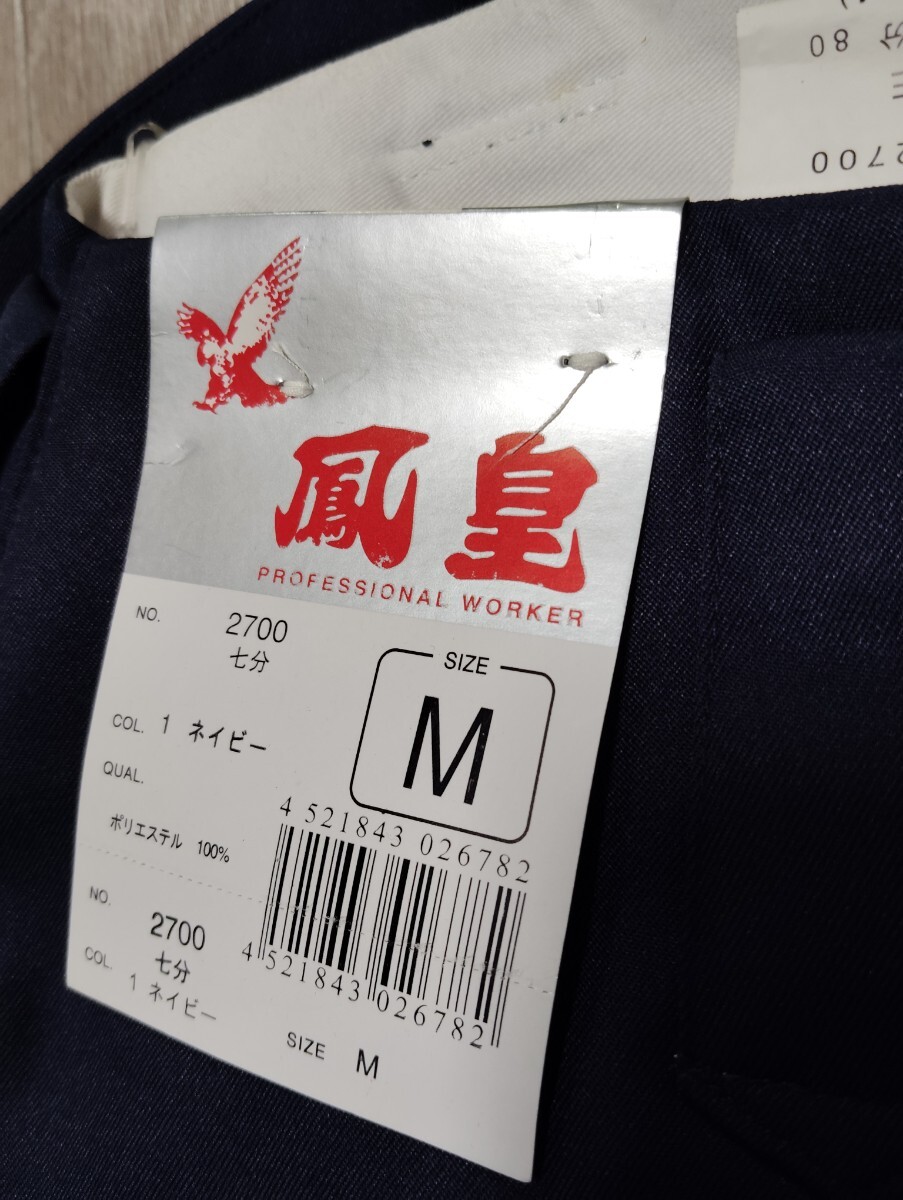 分 80
2700
鳳皇
PROFESSIONAL WORKER
NO. 2700
七分
SIZE
M
COL. 1 ネイビー
QUAL.
ポリエステル 100%
4 521843 026782
NO. 2700
七分
COL. 1 ネイビー
4 521843 026782
SIZE M